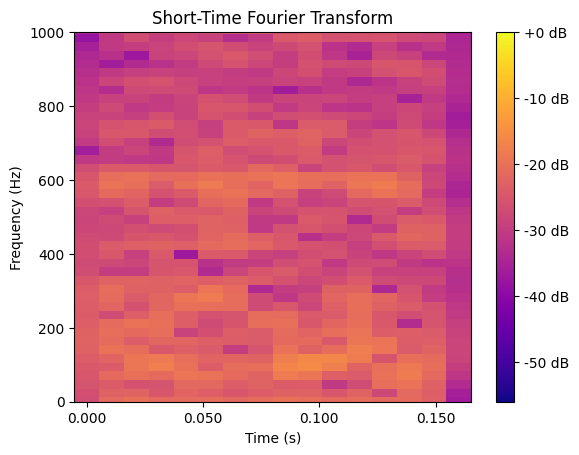 Short-Time Fourier Transform
1000
800
600
400
200
0
Frequency (Hz)
0.000
0.050
0.100
0.150
Time (s)
+0 dB
-10 dB
-20 dB
-30 dB
-40 dB
-50 dB